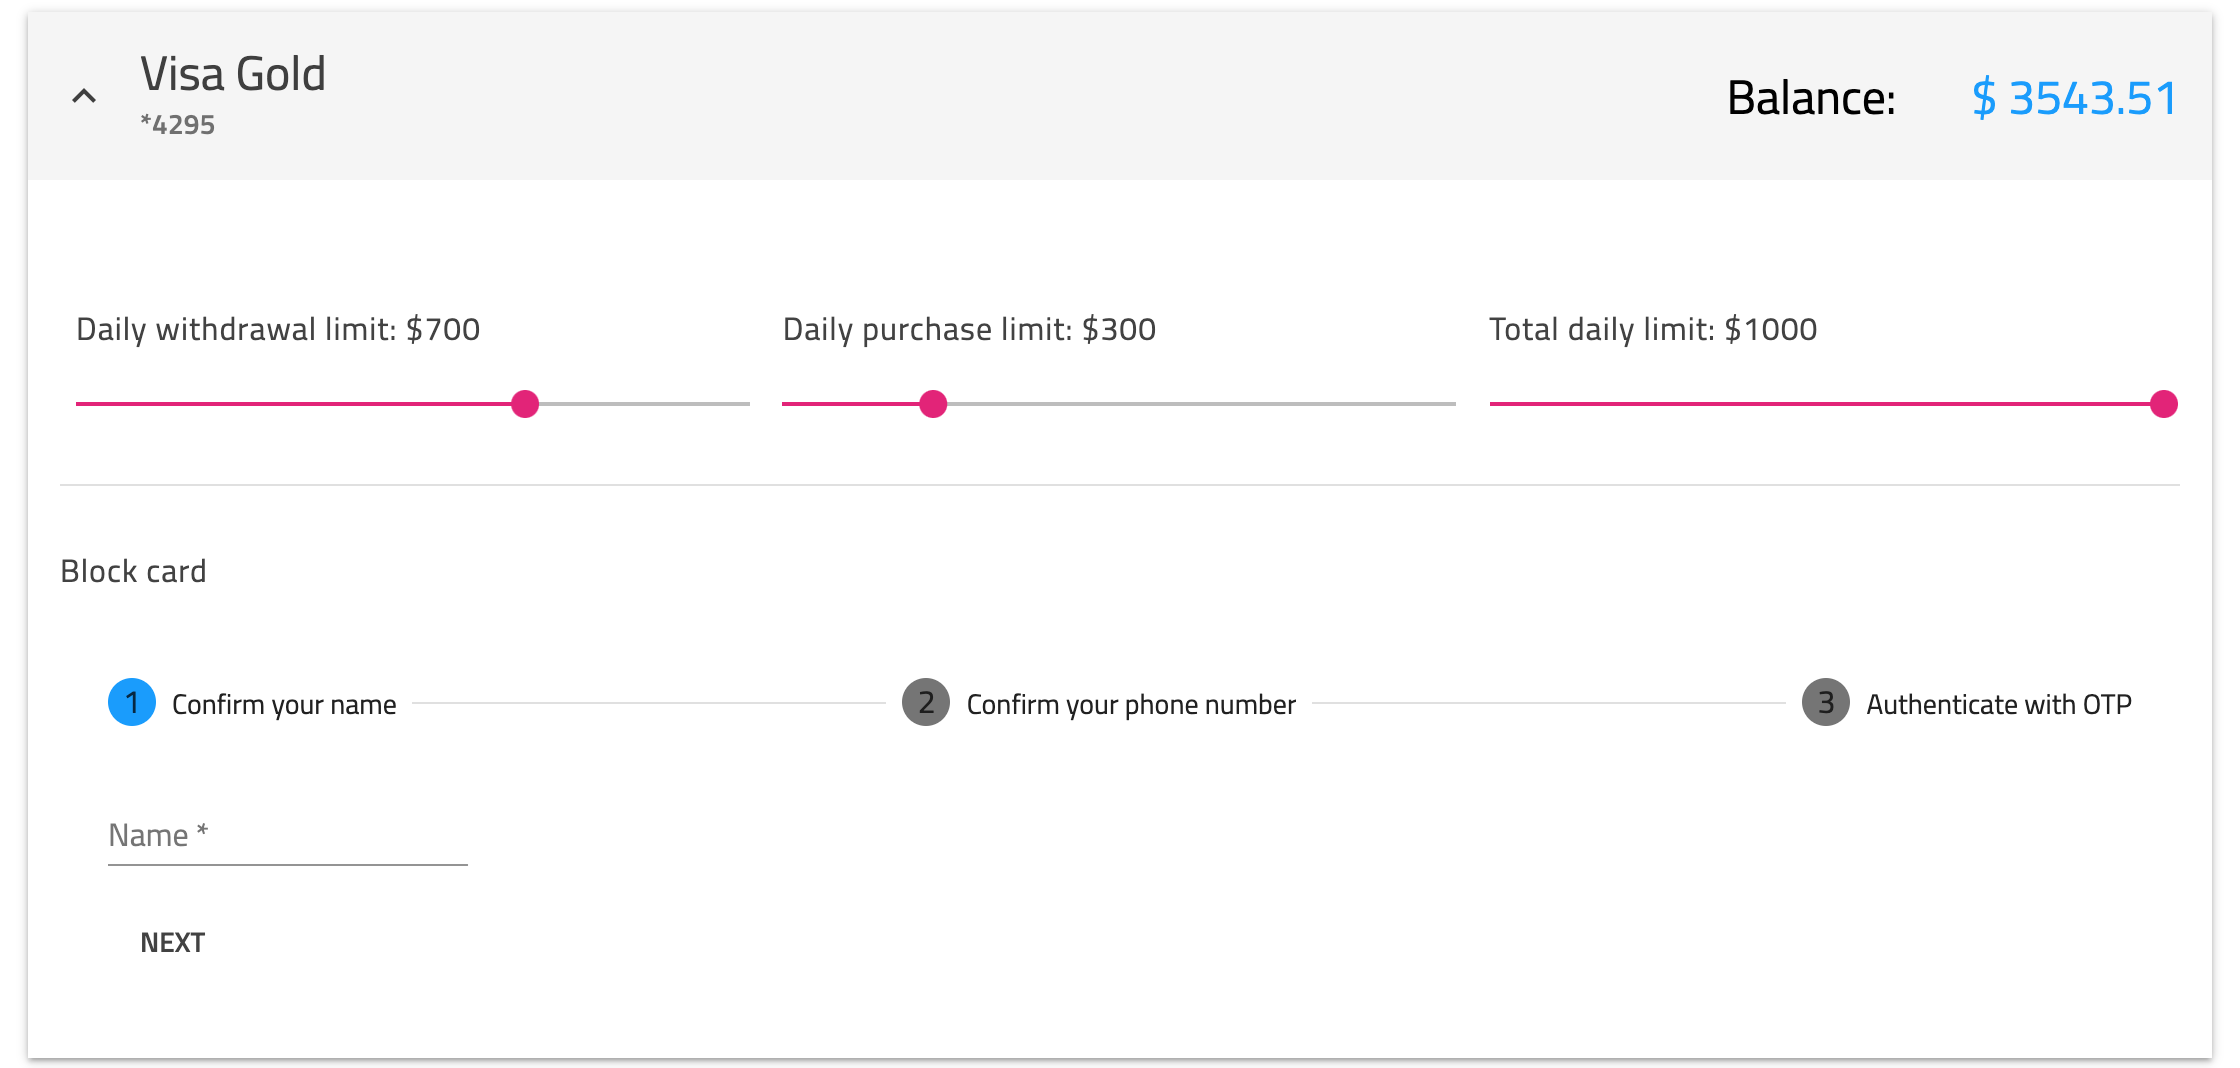 Visa Gold
*4295
Balance: $ 3543.51
Daily withdrawal limit: $700
Daily purchase limit: $300
Total daily limit: $1000
Block card
1 Confirm your name
2 Confirm your phone number
3 Authenticate with OTP
Name *
NEXT